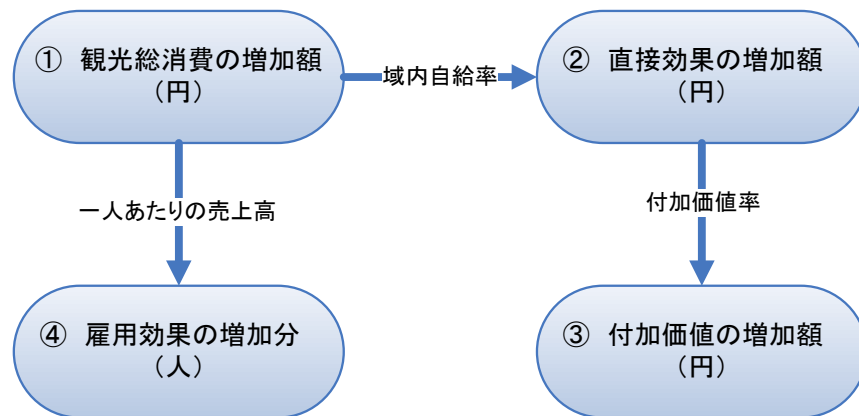 ① 観光総消費の増加額
（円）
域内自給率
② 直接効果の増加額
（円）
一人あたりの売上高
付加価値率
④ 雇用効果の増加分
（人）
③ 付加価値の増加額
（円）